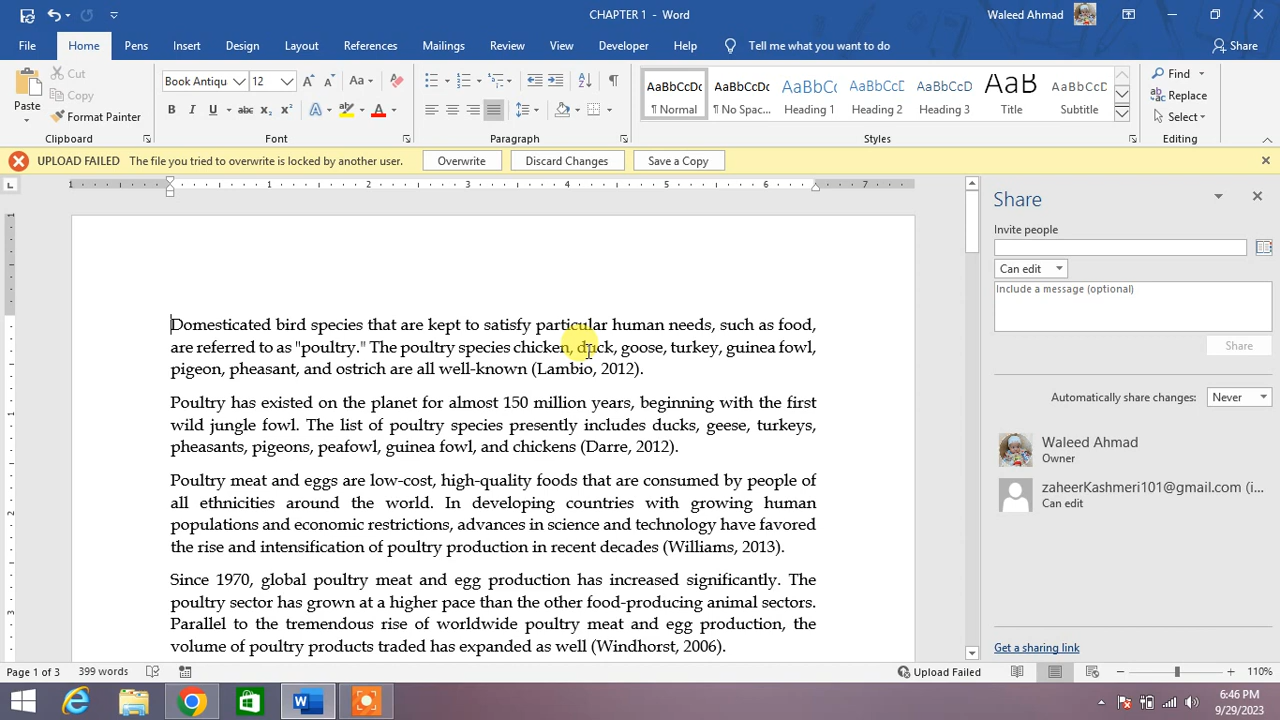 CHAPTER 1 - Word
Waleed Ahmad
File Home Pens Insert Design Layout References Mailings Review View Developer Help Tell me what you want to do Share
Paste
Cut
Copy
Format Painter
Clipboard
Book Antiqu 12
Font
Paragraph
AaBbCcDc ¶ Normal
AaBbCcDc ¶ No Spac...
AaBbCc Heading 1
AaBbCc Heading 2
AaBbCcD Heading 3
AaB Title
AaBbCcD Subtitle
Styles
Find
Replace
Select
Editing
UPLOAD FAILED The file you tried to overwrite is locked by another user. Overwrite Discard Changes Save a Copy
1 1 2 3 4 5 6 7
Domesticated bird species that are kept to satisfy particular human needs, such as food,
are referred to as "poultry." The poultry species chicken, duck, goose, turkey, guinea fowl,
pigeon, pheasant, and ostrich are all well-known (Lambio, 2012).
Poultry has existed on the planet for almost 150 million years, beginning with the first
wild jungle fowl. The list of poultry species presently includes ducks, geese, turkeys,
pheasants, pigeons, peafowl, guinea fowl, and chickens (Darre, 2012).
Poultry meat and eggs are low-cost, high-quality foods that are consumed by people of
all ethnicities around the world. In developing countries with growing human
populations and economic restrictions, advances in science and technology have favored
the rise and intensification of poultry production in recent decades (Williams, 2013).
Since 1970, global poultry meat and egg production has increased significantly. The
poultry sector has grown at a higher pace than the other food-producing animal sectors.
Parallel to the tremendous rise of worldwide poultry meat and egg production, the
volume of poultry products traded has expanded as well (Windhorst, 2006).
Share
Invite people
Can edit
Include a message (optional)
Share
Automatically share changes: Never
Waleed Ahmad
Owner
zaheerKashmeri101@gmail.com (i...
Can edit
Get a sharing link
Page 1 of 3 399 words Upload Failed 110%
6:46 PM
9/29/2023